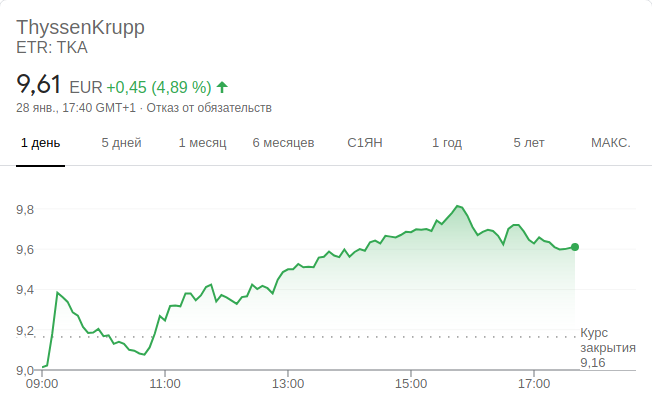 ThyssenKrupp
ETR: TKA
9,61 EUR +0,45 (4,89 %)
28 янв., 17:40 GMT+1 · Отказ от обязательств
1 день 5 дней 1 месяц 6 месяцев С1ЯН 1 год 5 лет МАКС.
9,8
9,6
9,4
9,2
9,0
Курс
закрытия
9,16
09:00 11:00 13:00 15:00 17:00